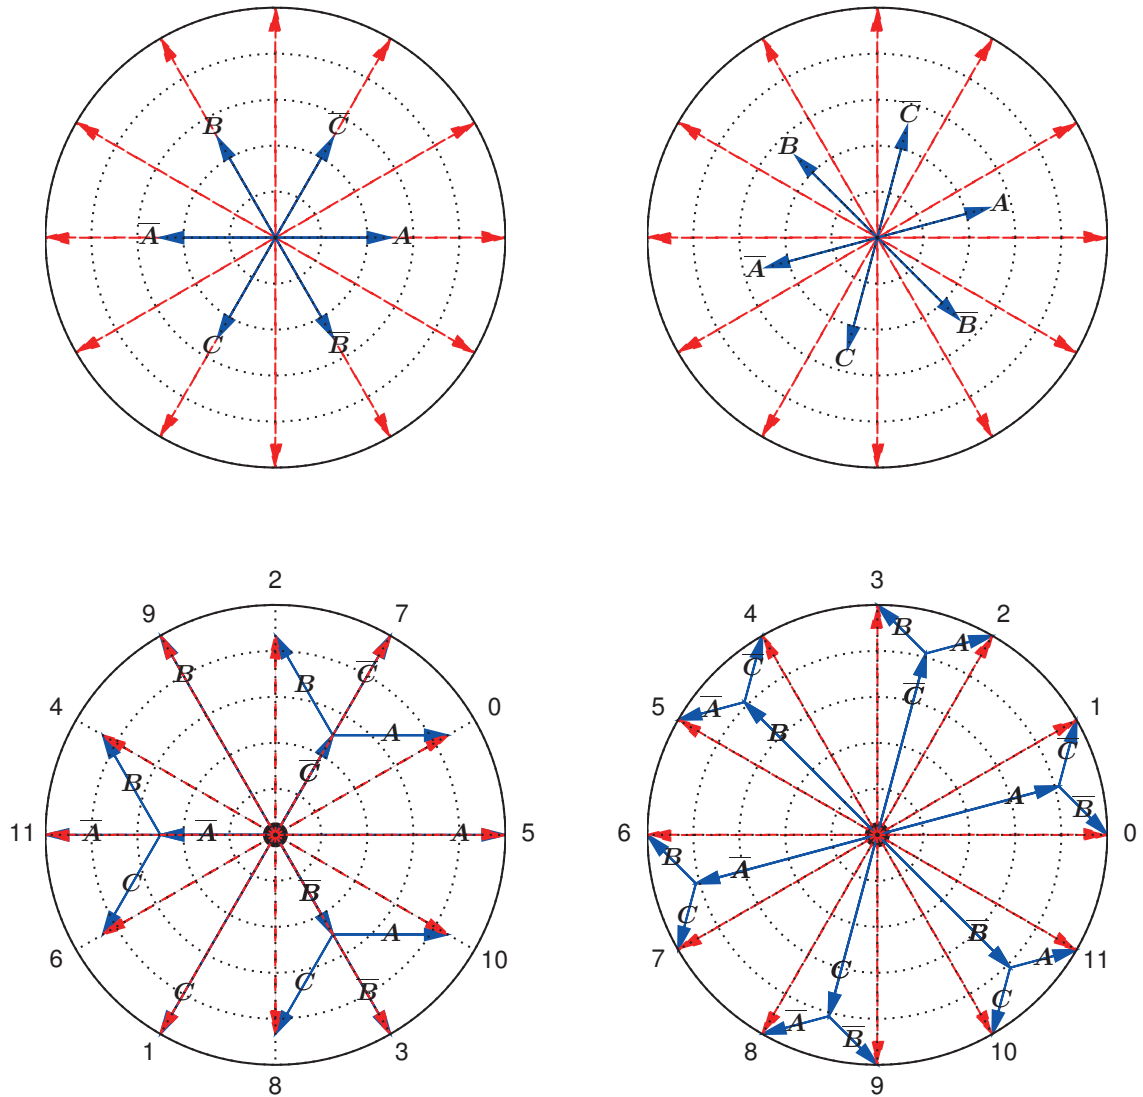 B C̅
A̅ A
C B̅
C̅
B
A
A̅
B̅
C
2
9 7
B C̅
4 B 0
A
B C̅
11 A̅ A̅ A 5
C B̅
A
6 C 10
C B̅
1 3
8
3
4 2
B A
C̅
5 A̅ C̅ 1
B C̅
A B̅
6 0
B A̅
C B̅
7 C A 11
A̅ C
B̅
8 10
9